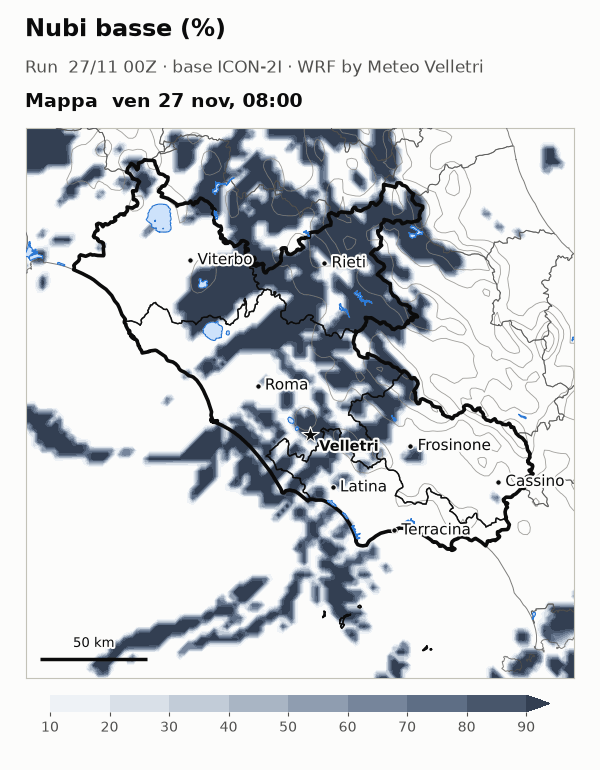 Nubi basse (%)
Run  27/11 00Z · base ICON-2I · WRF by Meteo Velletri
Mappa  ven 27 nov, 08:00
Viterbo
Rieti
Roma
Velletri
Frosinone
Cassino
Latina
Terracina
50 km
10 20 30 40 50 60 70 80 90